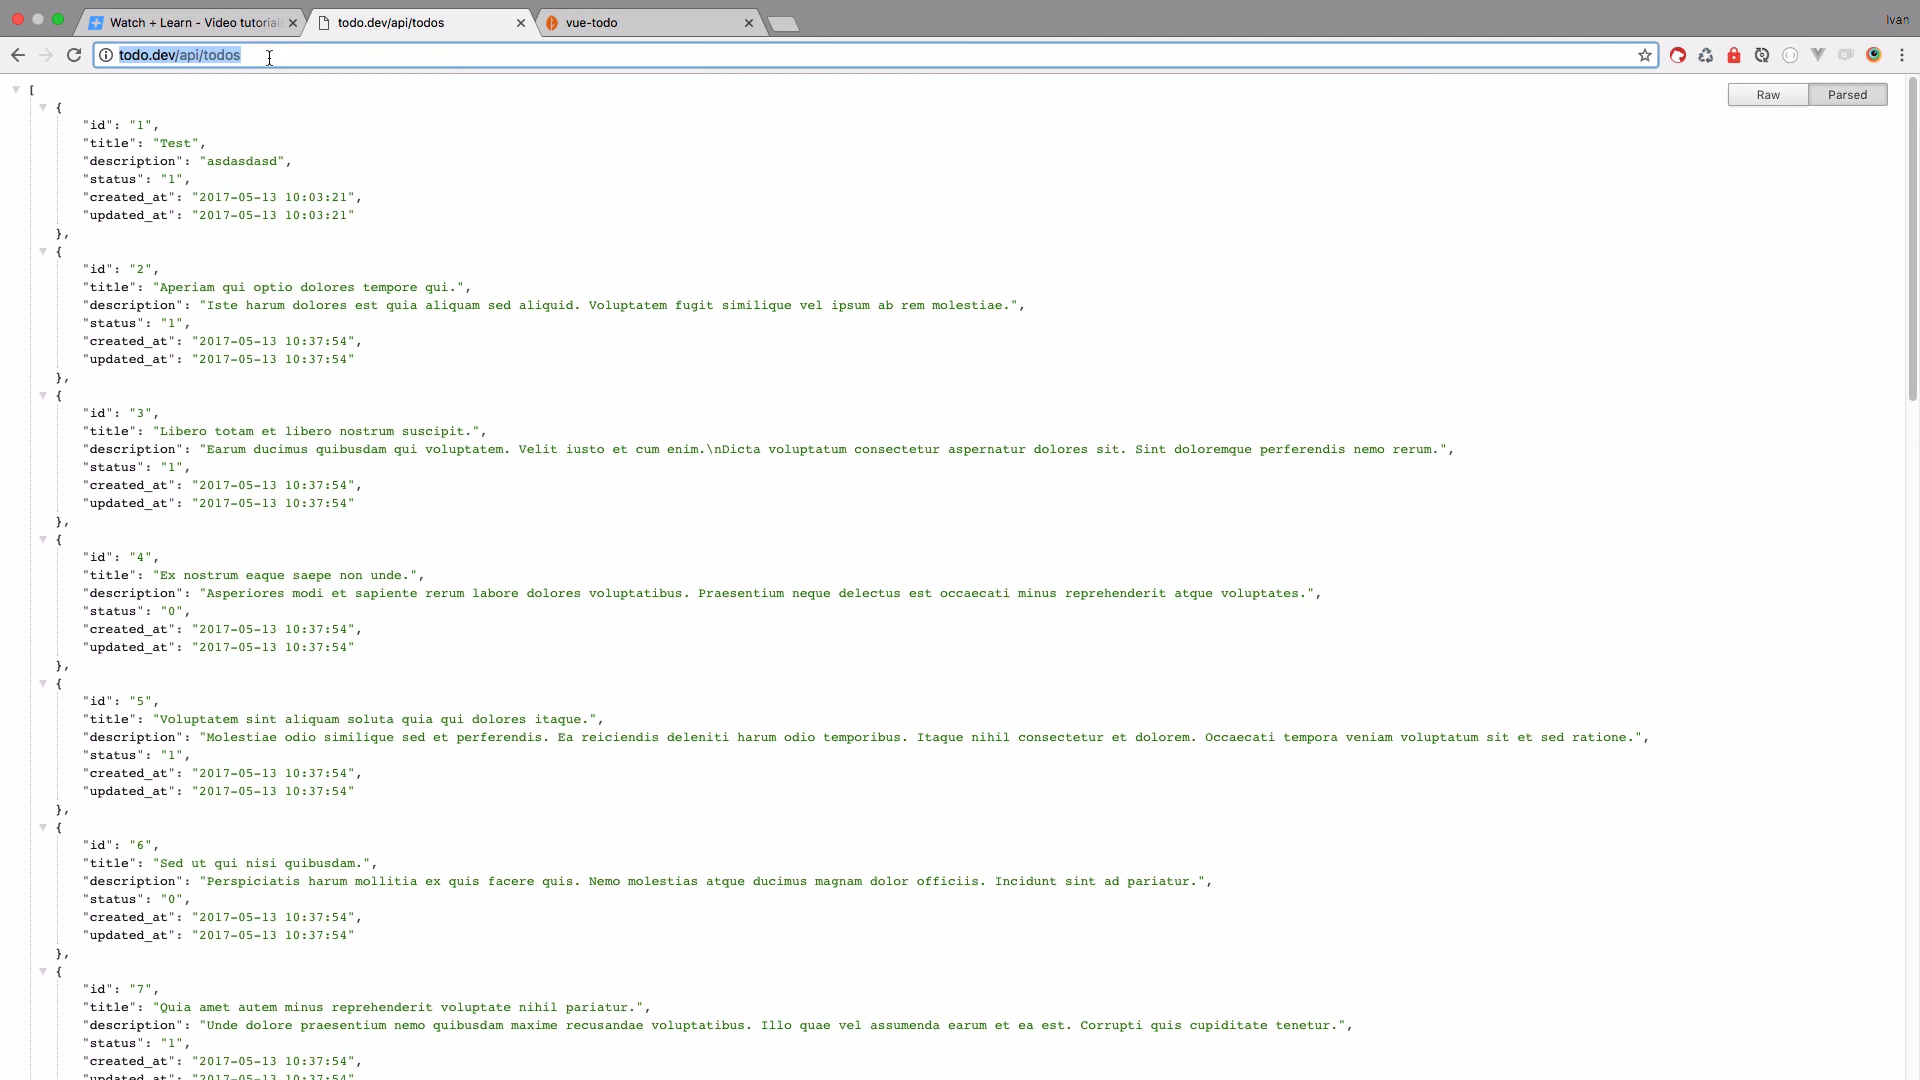 Watch + Learn - Video tutorial
todo.dev/api/todos
vue-todo
Ivan
todo.dev/api/todos
Raw
Parsed
[
{
"id": "1",
"title": "Test",
"description": "asdasdasd",
"status": "1",
"created_at": "2017-05-13 10:03:21",
"updated_at": "2017-05-13 10:03:21"
},
{
"id": "2",
"title": "Aperiam qui optio dolores tempore qui.",
"description": "Iste harum dolores est quia aliquam sed aliquid. Voluptatem fugit similique vel ipsum ab rem molestiae.",
"status": "1",
"created_at": "2017-05-13 10:37:54",
"updated_at": "2017-05-13 10:37:54"
},
{
"id": "3",
"title": "Libero totam et libero nostrum suscipit.",
"description": "Earum ducimus quibusdam qui voluptatem. Velit iusto et cum enim.\nDicta voluptatum consectetur aspernatur dolores sit. Sint doloremque perferendis nemo rerum.",
"status": "1",
"created_at": "2017-05-13 10:37:54",
"updated_at": "2017-05-13 10:37:54"
},
{
"id": "4",
"title": "Ex nostrum eaque saepe non unde.",
"description": "Asperiores modi et sapiente rerum labore dolores voluptatibus. Praesentium neque delectus est occaecati minus reprehenderit atque voluptates.",
"status": "0",
"created_at": "2017-05-13 10:37:54",
"updated_at": "2017-05-13 10:37:54"
},
{
"id": "5",
"title": "Voluptatem sint aliquam soluta quia qui dolores itaque.",
"description": "Molestiae odio similique sed et perferendis. Ea reiciendis deleniti harum odio temporibus. Itaque nihil consectetur et dolorem. Occaecati tempora veniam voluptatum sit et sed ratione.",
"status": "1",
"created_at": "2017-05-13 10:37:54",
"updated_at": "2017-05-13 10:37:54"
},
{
"id": "6",
"title": "Sed ut qui nisi quibusdam.",
"description": "Perspiciatis harum mollitia ex quis facere quis. Nemo molestias atque ducimus magnam dolor officiis. Incidunt sint ad pariatur.",
"status": "0",
"created_at": "2017-05-13 10:37:54",
"updated_at": "2017-05-13 10:37:54"
},
{
"id": "7",
"title": "Quia amet autem minus reprehenderit voluptate nihil pariatur.",
"description": "Unde dolore praesentium nemo quibusdam maxime recusandae voluptatibus. Illo quae vel assumenda earum et ea est. Corrupti quis cupiditate tenetur.",
"status": "1",
"created_at": "2017-05-13 10:37:54",
"updated_at": "2017-05-13 10:37:54"